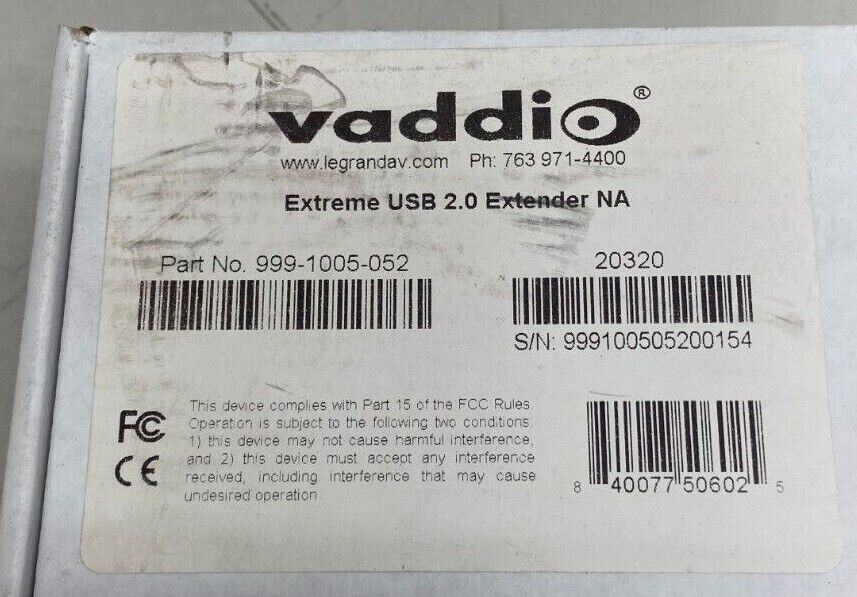 vaddio®
www.legrandav.com Ph: 763 971-4400
Extreme USB 2.0 Extender NA
Part No. 999-1005-052
20320
S/N: 999100505200154
FC
CE
This device complies with Part 15 of the FCC Rules.
Operation is subject to the following two conditions:
1) this device may not cause harmful interference,
and 2) this device must accept any interference
received, including interference that may cause
undesired operation
8 40077 50602 5